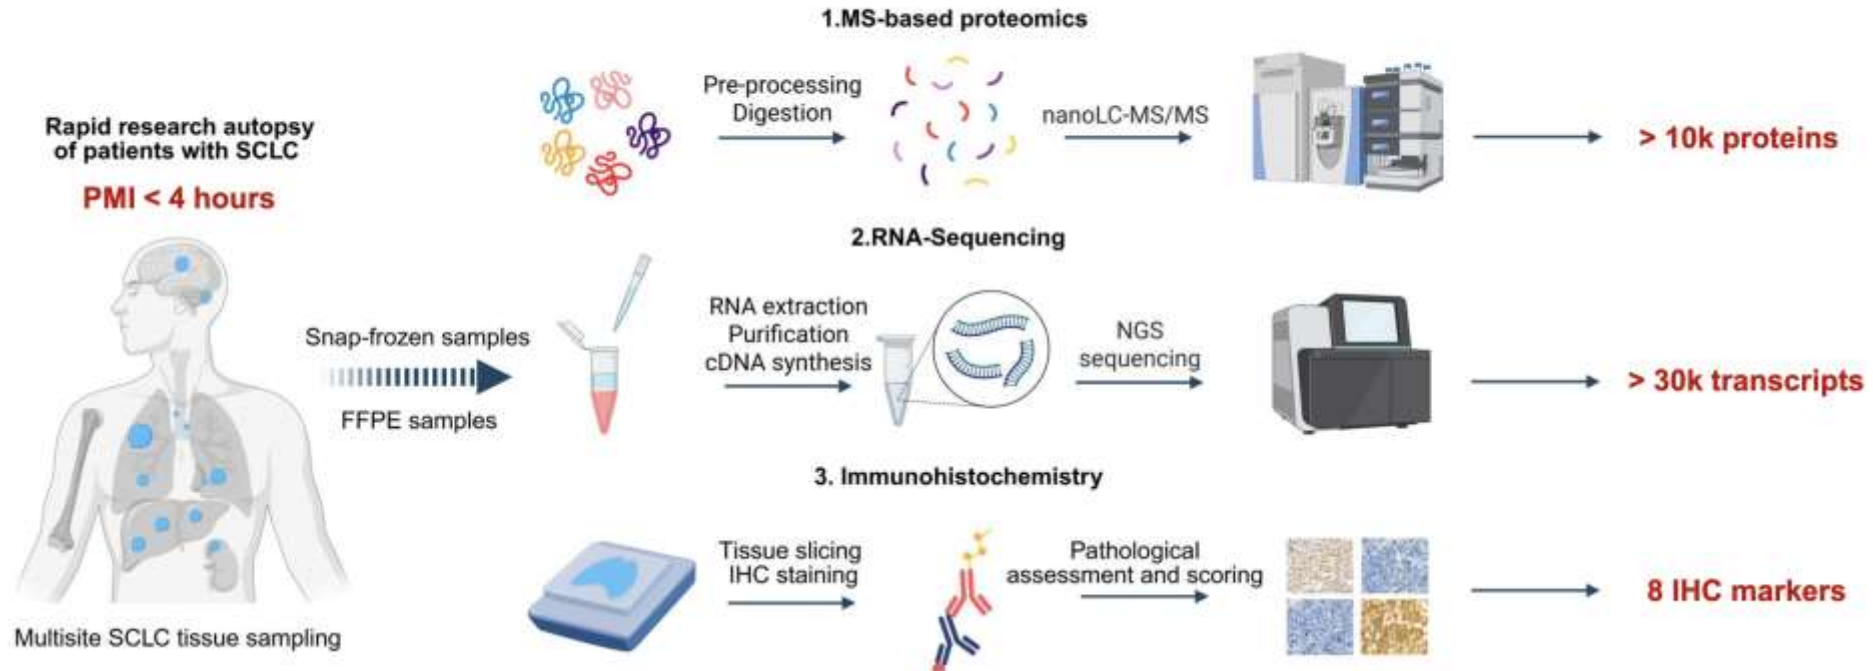 Rapid research autopsy
of patients with SCLC
PMI < 4 hours
Multisite SCLC tissue sampling
Snap-frozen samples
FFPE samples
1.MS-based proteomics
Pre-processing
Digestion
nanoLC-MS/MS
> 10k proteins
2.RNA-Sequencing
RNA extraction
Purification
cDNA synthesis
NGS
sequencing
> 30k transcripts
3. Immunohistochemistry
Tissue slicing
IHC staining
Pathological
assessment and scoring
8 IHC markers